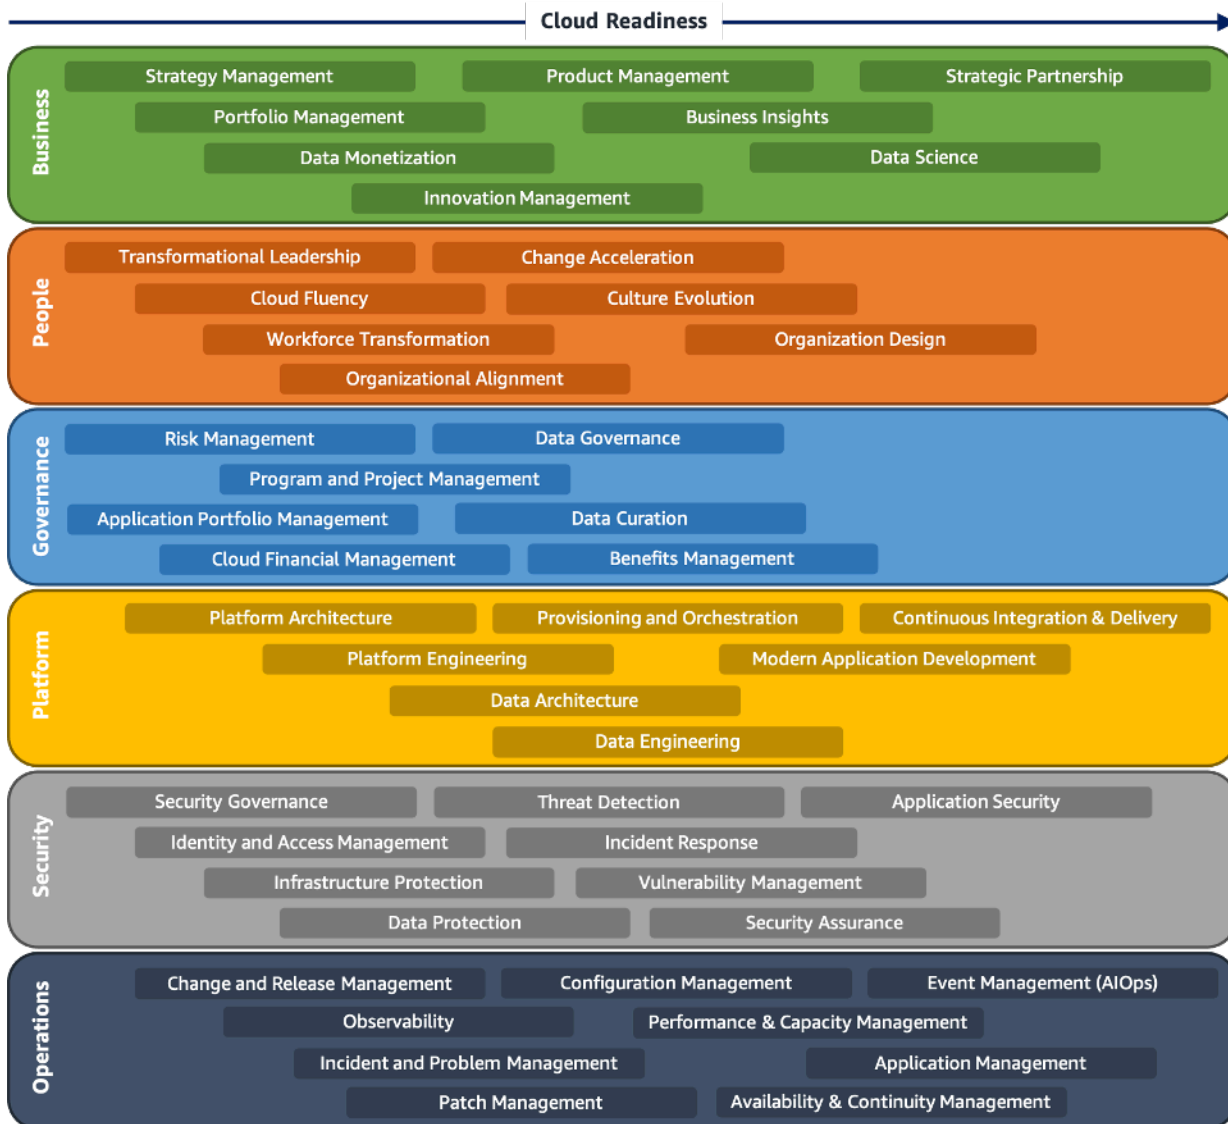 Cloud Readiness
Business
Strategy Management
Product Management
Strategic Partnership
Portfolio Management
Business Insights
Data Monetization
Data Science
Innovation Management
People
Transformational Leadership
Change Acceleration
Cloud Fluency
Culture Evolution
Workforce Transformation
Organization Design
Organizational Alignment
Governance
Risk Management
Data Governance
Program and Project Management
Application Portfolio Management
Data Curation
Cloud Financial Management
Benefits Management
Platform
Platform Architecture
Provisioning and Orchestration
Continuous Integration & Delivery
Platform Engineering
Modern Application Development
Data Architecture
Data Engineering
Security
Security Governance
Threat Detection
Application Security
Identity and Access Management
Incident Response
Infrastructure Protection
Vulnerability Management
Data Protection
Security Assurance
Operations
Change and Release Management
Configuration Management
Event Management (AIOps)
Observability
Performance & Capacity Management
Incident and Problem Management
Application Management
Patch Management
Availability & Continuity Management